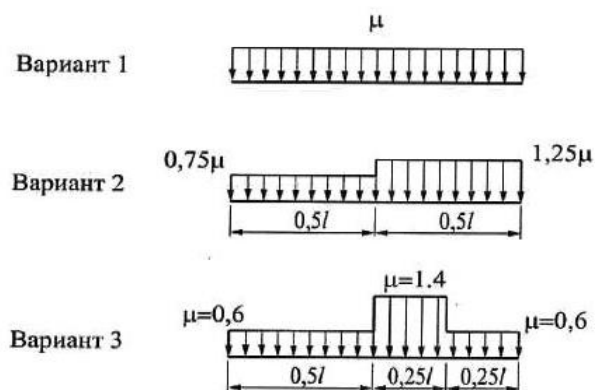 μ
Вариант 1
0,75μ
1,25μ
Вариант 2
0,5l
0,5l
μ=1.4
μ=0,6
μ=0,6
Вариант 3
0,5l
0,25l
0,25l